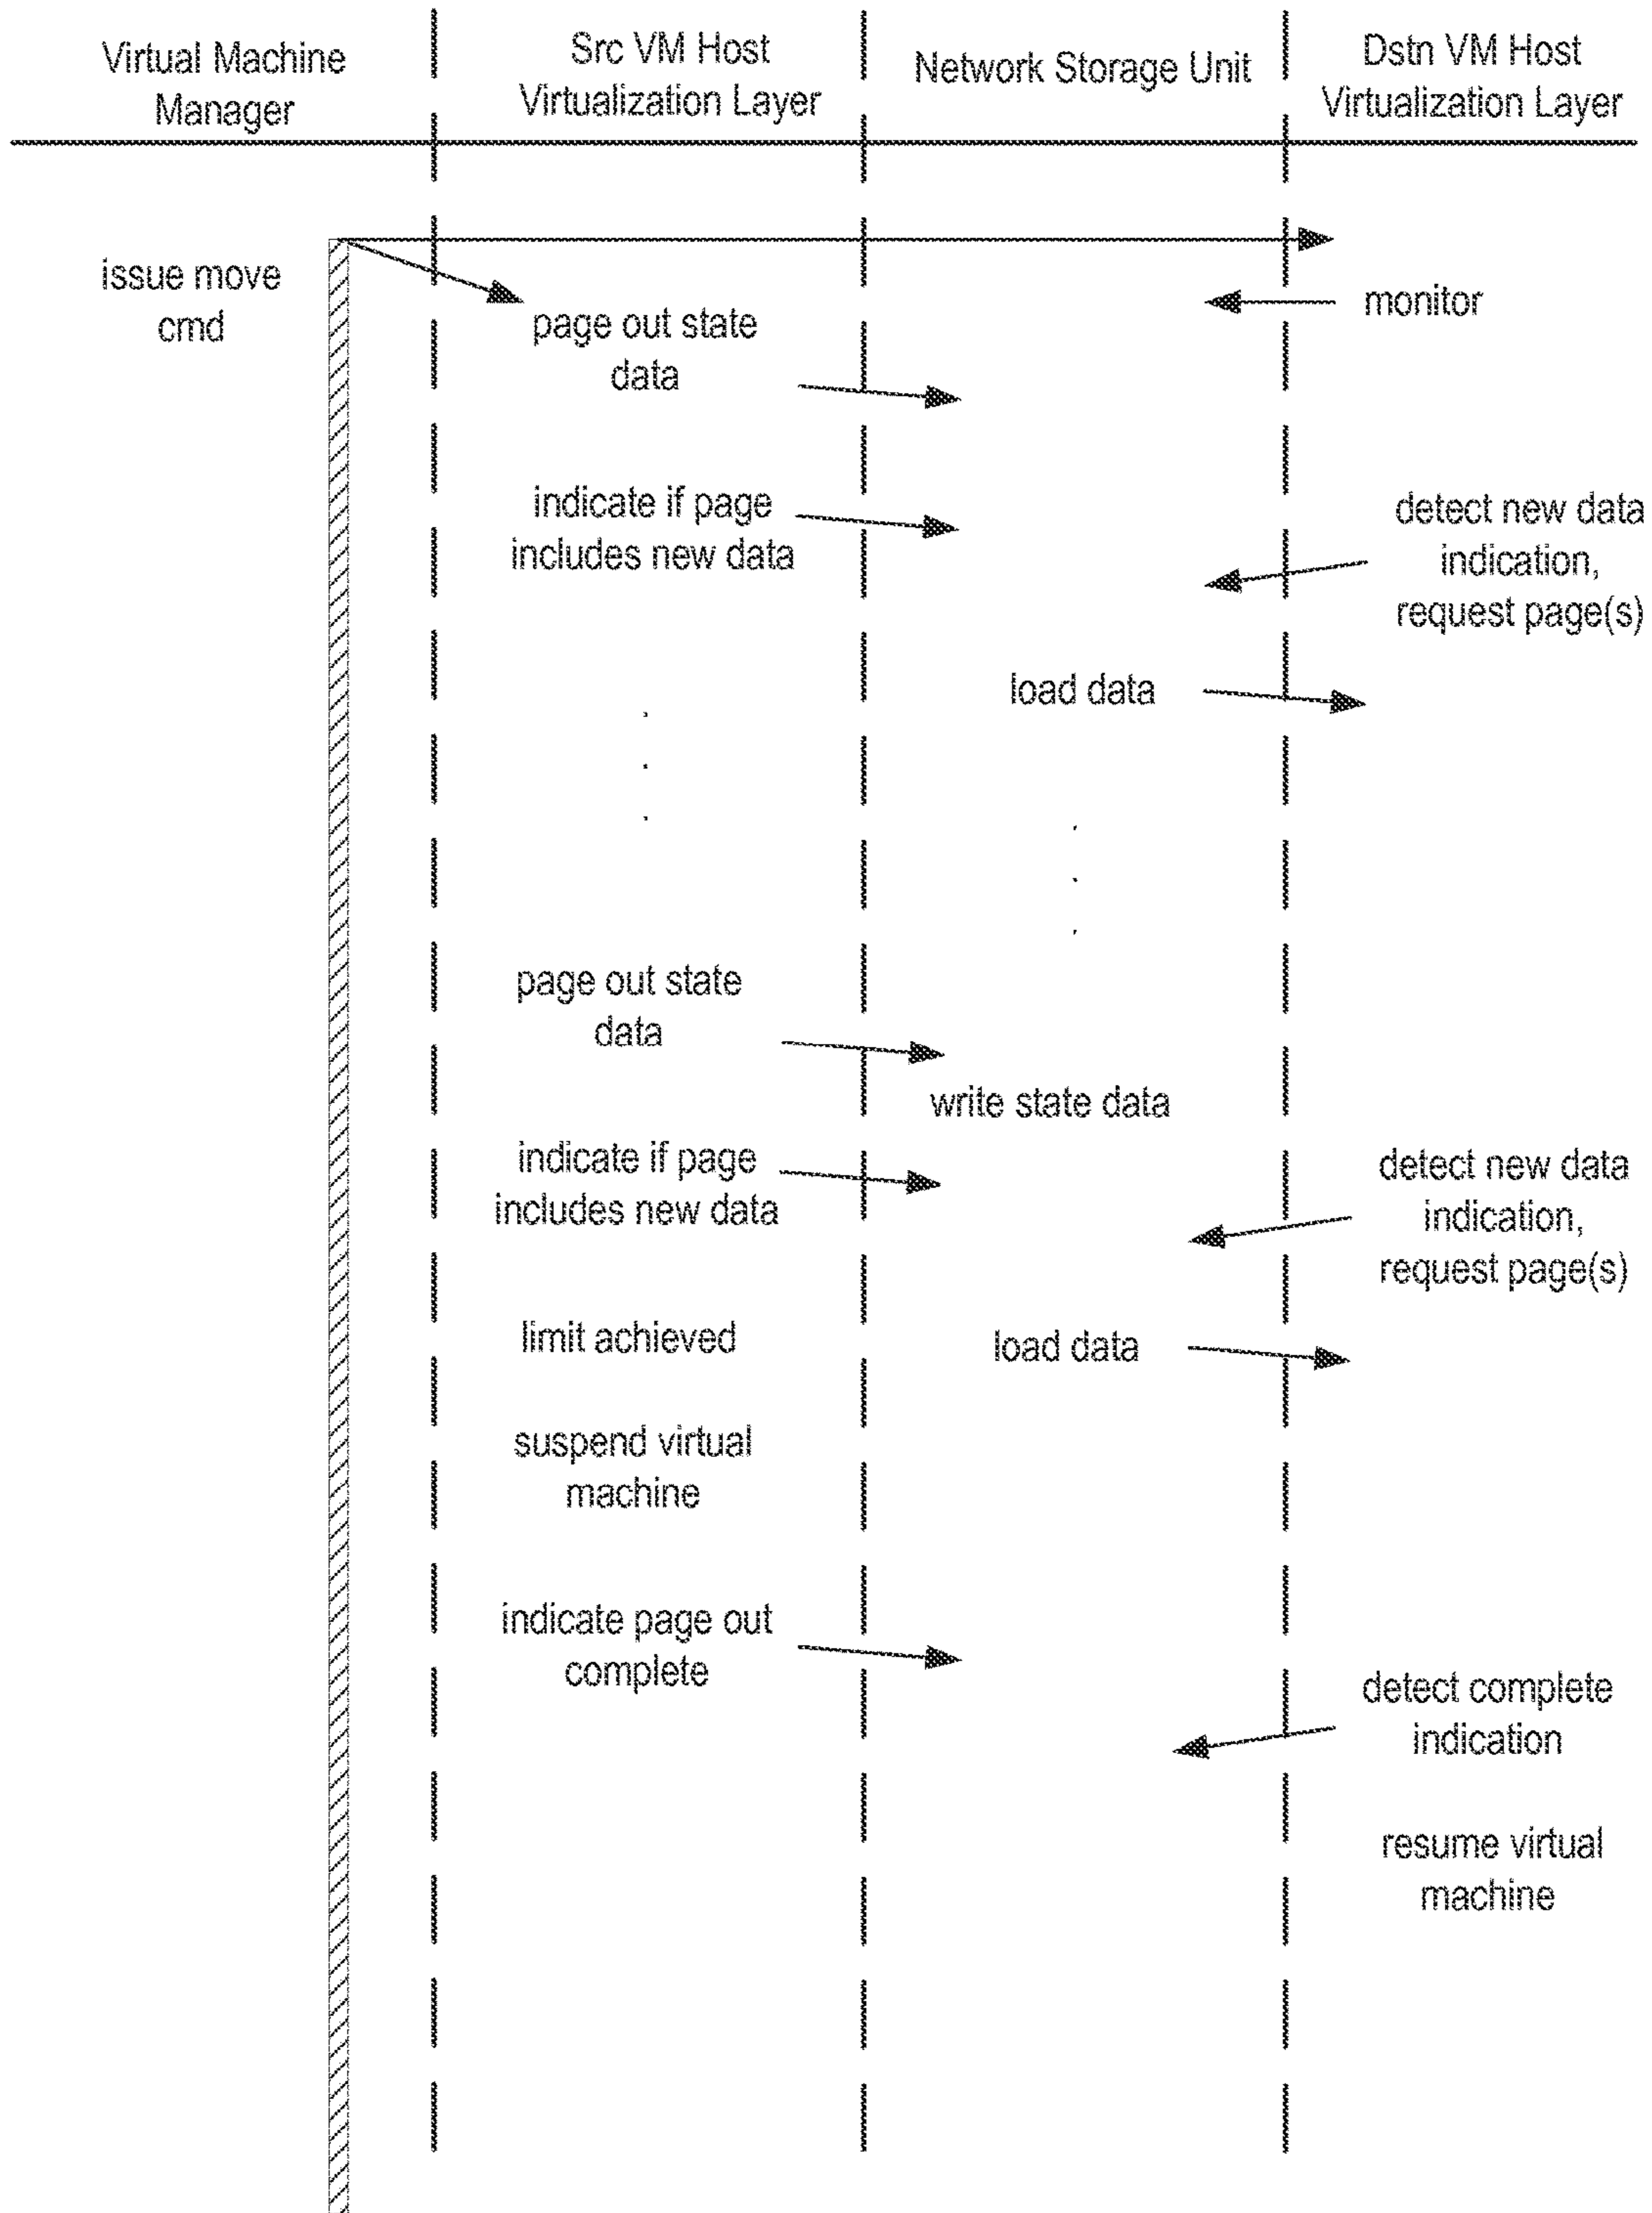 Virtual Machine
Manager
Src VM Host
Virtualization Layer
Network Storage Unit
Dstn VM Host
Virtualization Layer
issue move
cmd
page out state
data
monitor
indicate if page
includes new data
detect new data
indication,
request page(s)
load data
page out state
data
write state data
indicate if page
includes new data
detect new data
indication,
request page(s)
limit achieved
load data
suspend virtual
machine
indicate page out
complete
detect complete
indication
resume virtual
machine